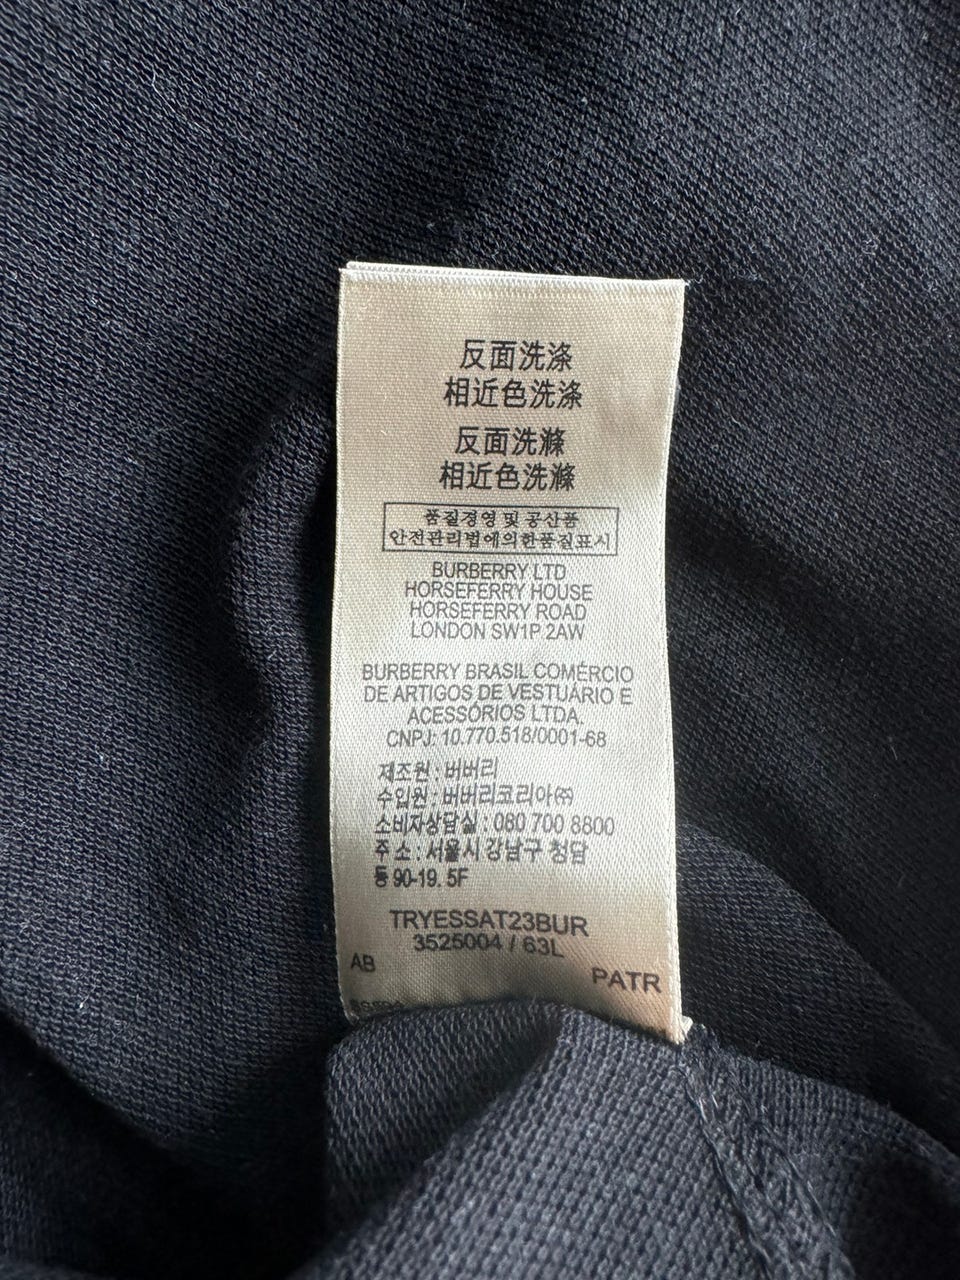 反面洗涤
相近色洗涤
反面洗滌
相近色洗滌
품질경영 및 공산품
안전관리법에의한품질표시
BURBERRY LTD
HORSEFERRY HOUSE
HORSEFERRY ROAD
LONDON SW1P 2AW
BURBERRY BRASIL COMÉRCIO
DE ARTIGOS DE VESTUÁRIO E
ACESSÓRIOS LTDA.
CNPJ: 10.770.518/0001-68
제조원 : 버버리
수입원 : 버버리코리아㈜
소비자상담실 : 080 700 8800
주 소 : 서울시 강남구 청담
동 90-19. 5F
TRYESSAT23BUR
3525004 / 63L
AB
PATR